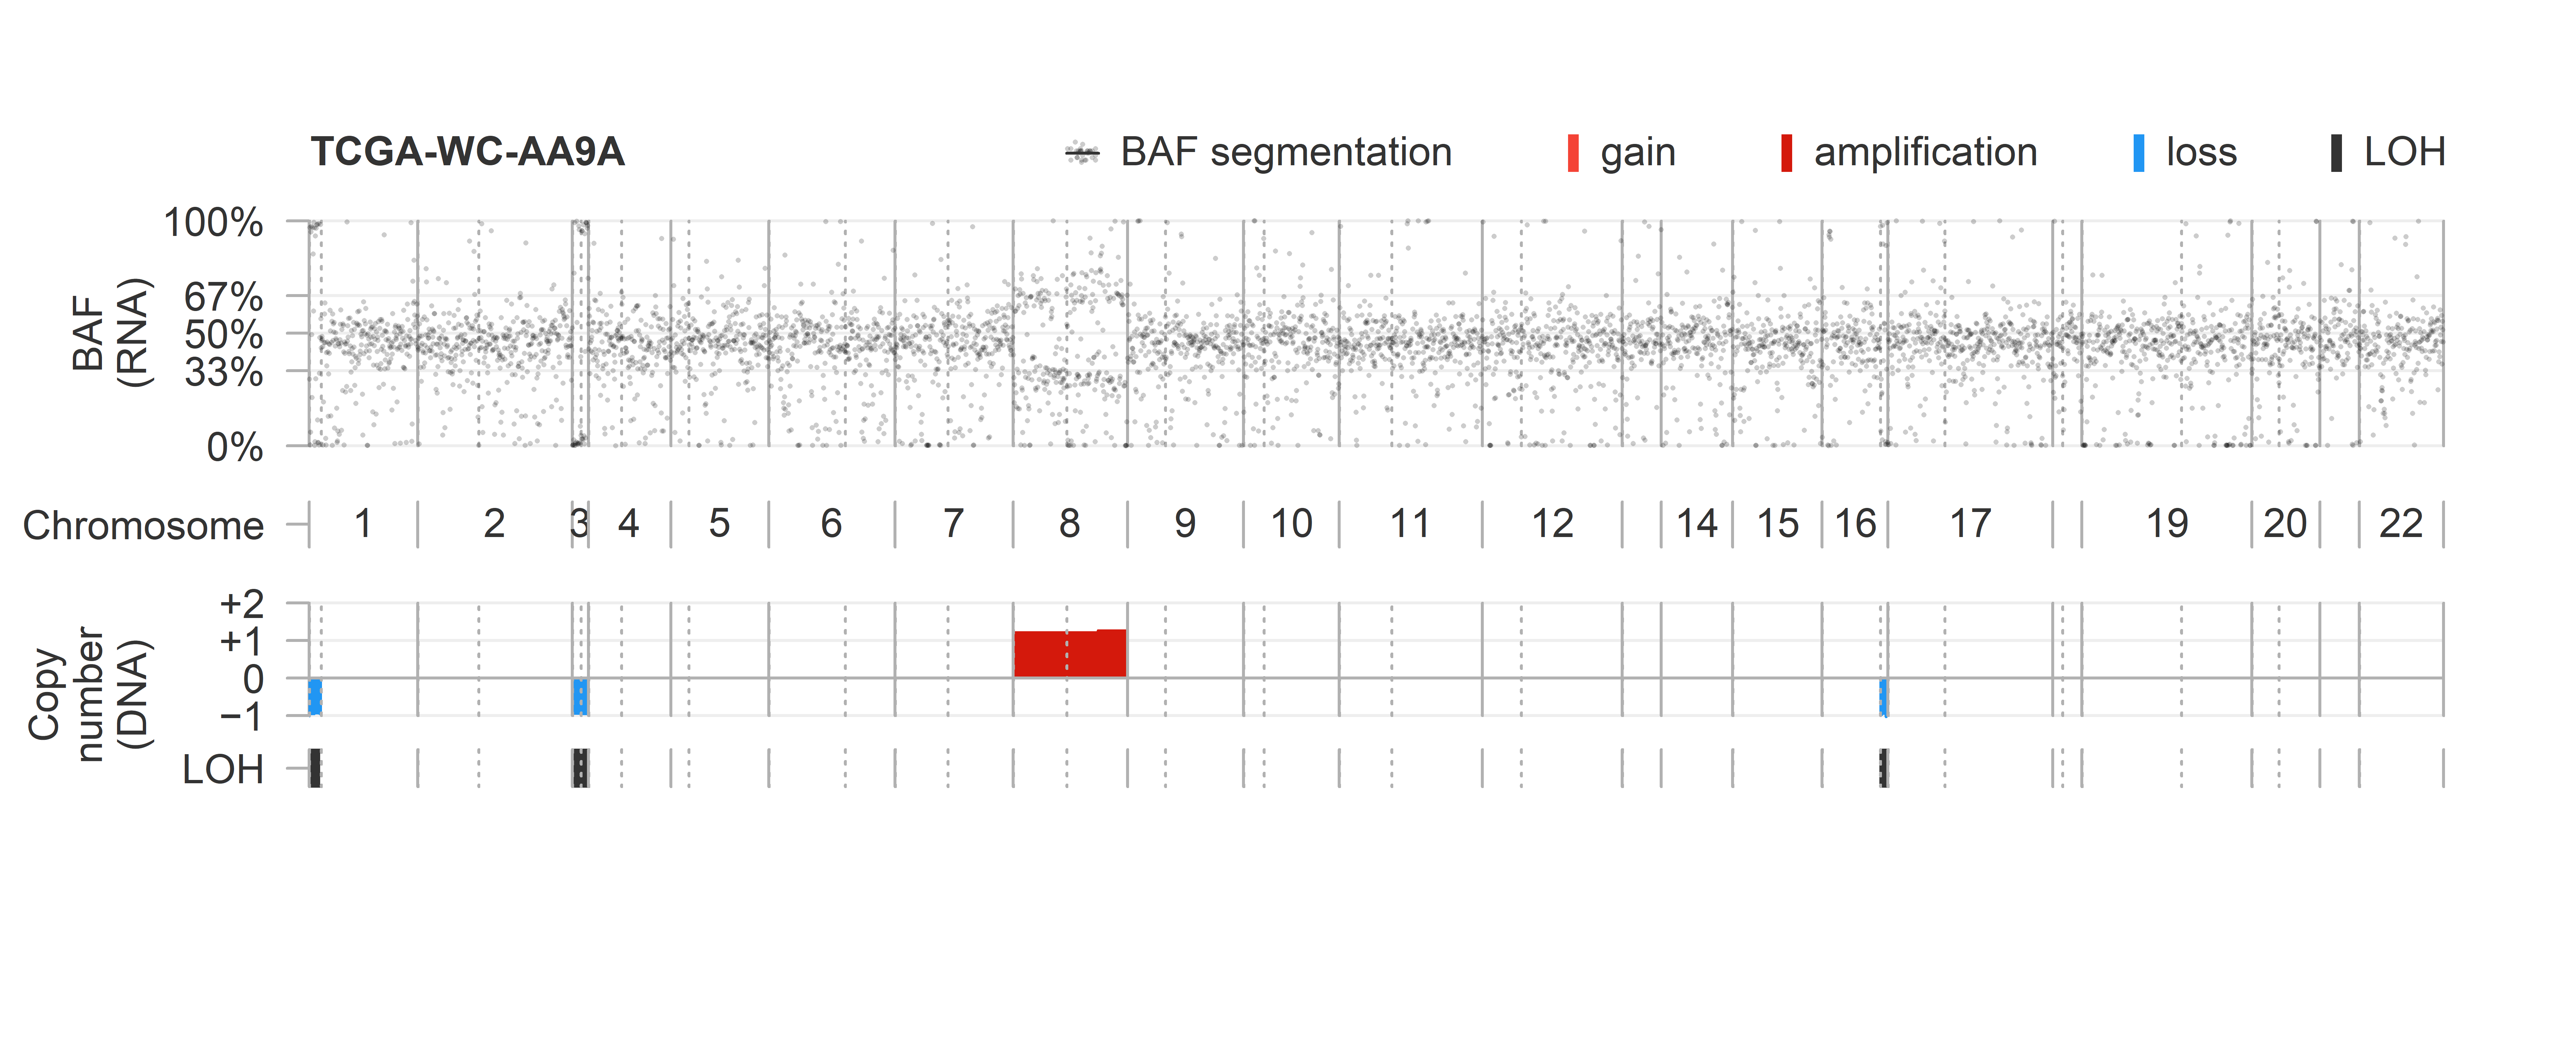 TCGA-WC-AA9A
BAF segmentation gain amplification loss LOH
BAF
(RNA)
100%
67%
50%
33%
0%
Chromosome 1 2 3 4 5 6 7 8 9 10 11 12 14 15 16 17 19 20 22
Copy
number
(DNA)
+2
+1
0
−1
LOH